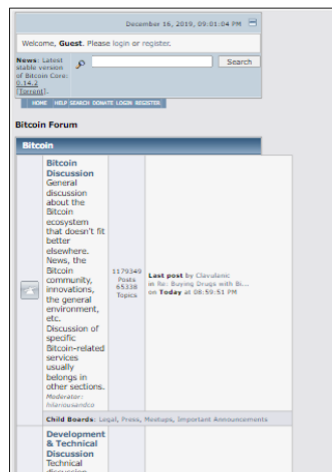 December 16, 2019, 09:01:04 PM
Welcome, Guest. Please login or register.
News: Latest
stable version
of Bitcoin Core:
0.14.2
[Torrent].
Search
HOME HELP SEARCH DONATE LOGIN REGISTER
Bitcoin Forum
Bitcoin
Bitcoin
Discussion
General
discussion
about the
Bitcoin
ecosystem
that doesn't fit
better
elsewhere.
News, the
Bitcoin
community,
innovations,
the general
environment,
etc.
Discussion of
specific
Bitcoin-related
services
usually
belongs in
other sections.
Moderator:
hilariousandco
1179349
Posts
65338
Topics
Last post by Clavulanic
in Re: Buying Drugs with Bi...
on Today at 08:59:51 PM
Child Boards: Legal, Press, Meetups, Important Announcements
Development
& Technical
Discussion
Technical
discussion